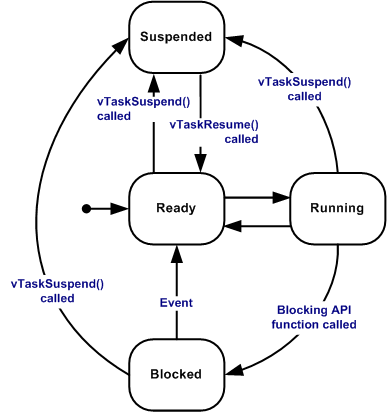 Suspended
vTaskSuspend()
called
vTaskSuspend()
called
vTaskResume()
called
Ready
Running
vTaskSuspend()
called
Event
Blocking API
function called
Blocked